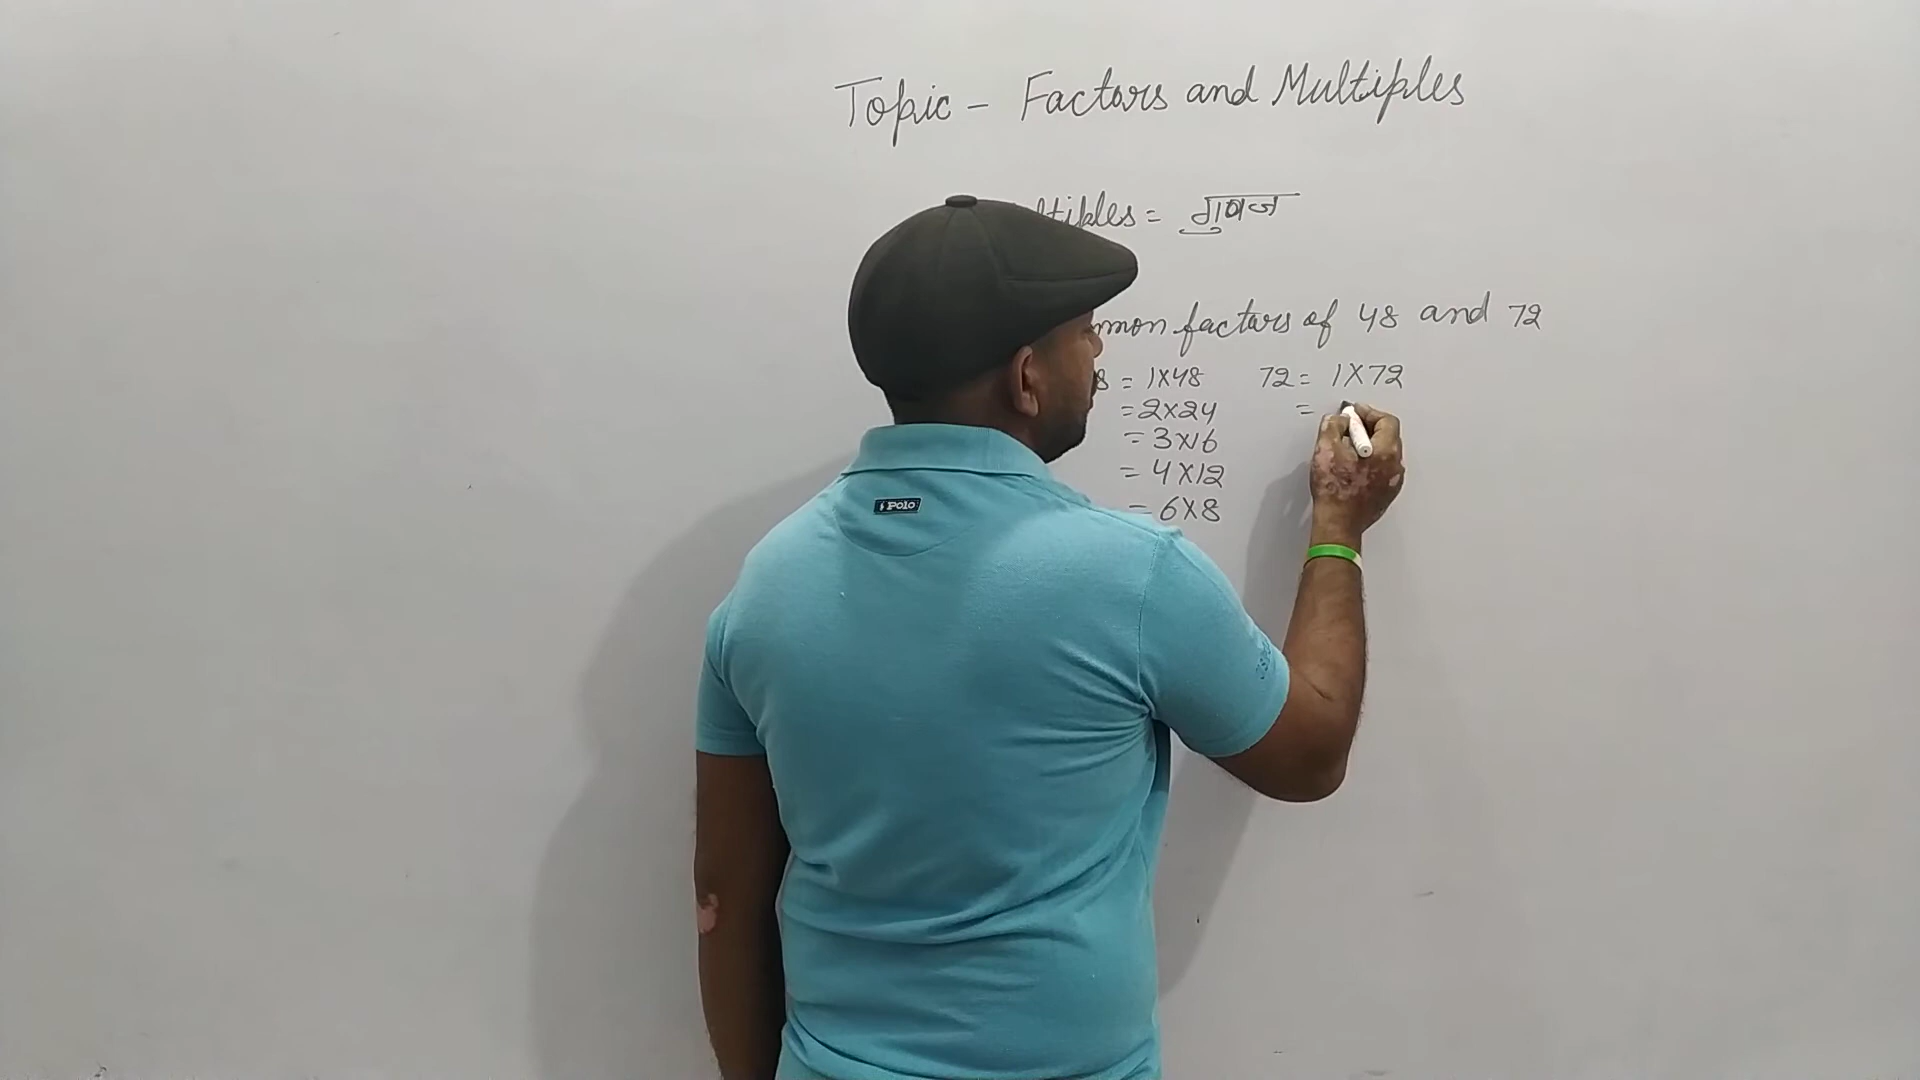 Topic - Factors and Multiples
ltiples = गुणज
mmon factors of 48 and 72
8 = 1X48 72 = 1X72
=2X24 =
= 3X16
= 4X12
= 6X8
Polo